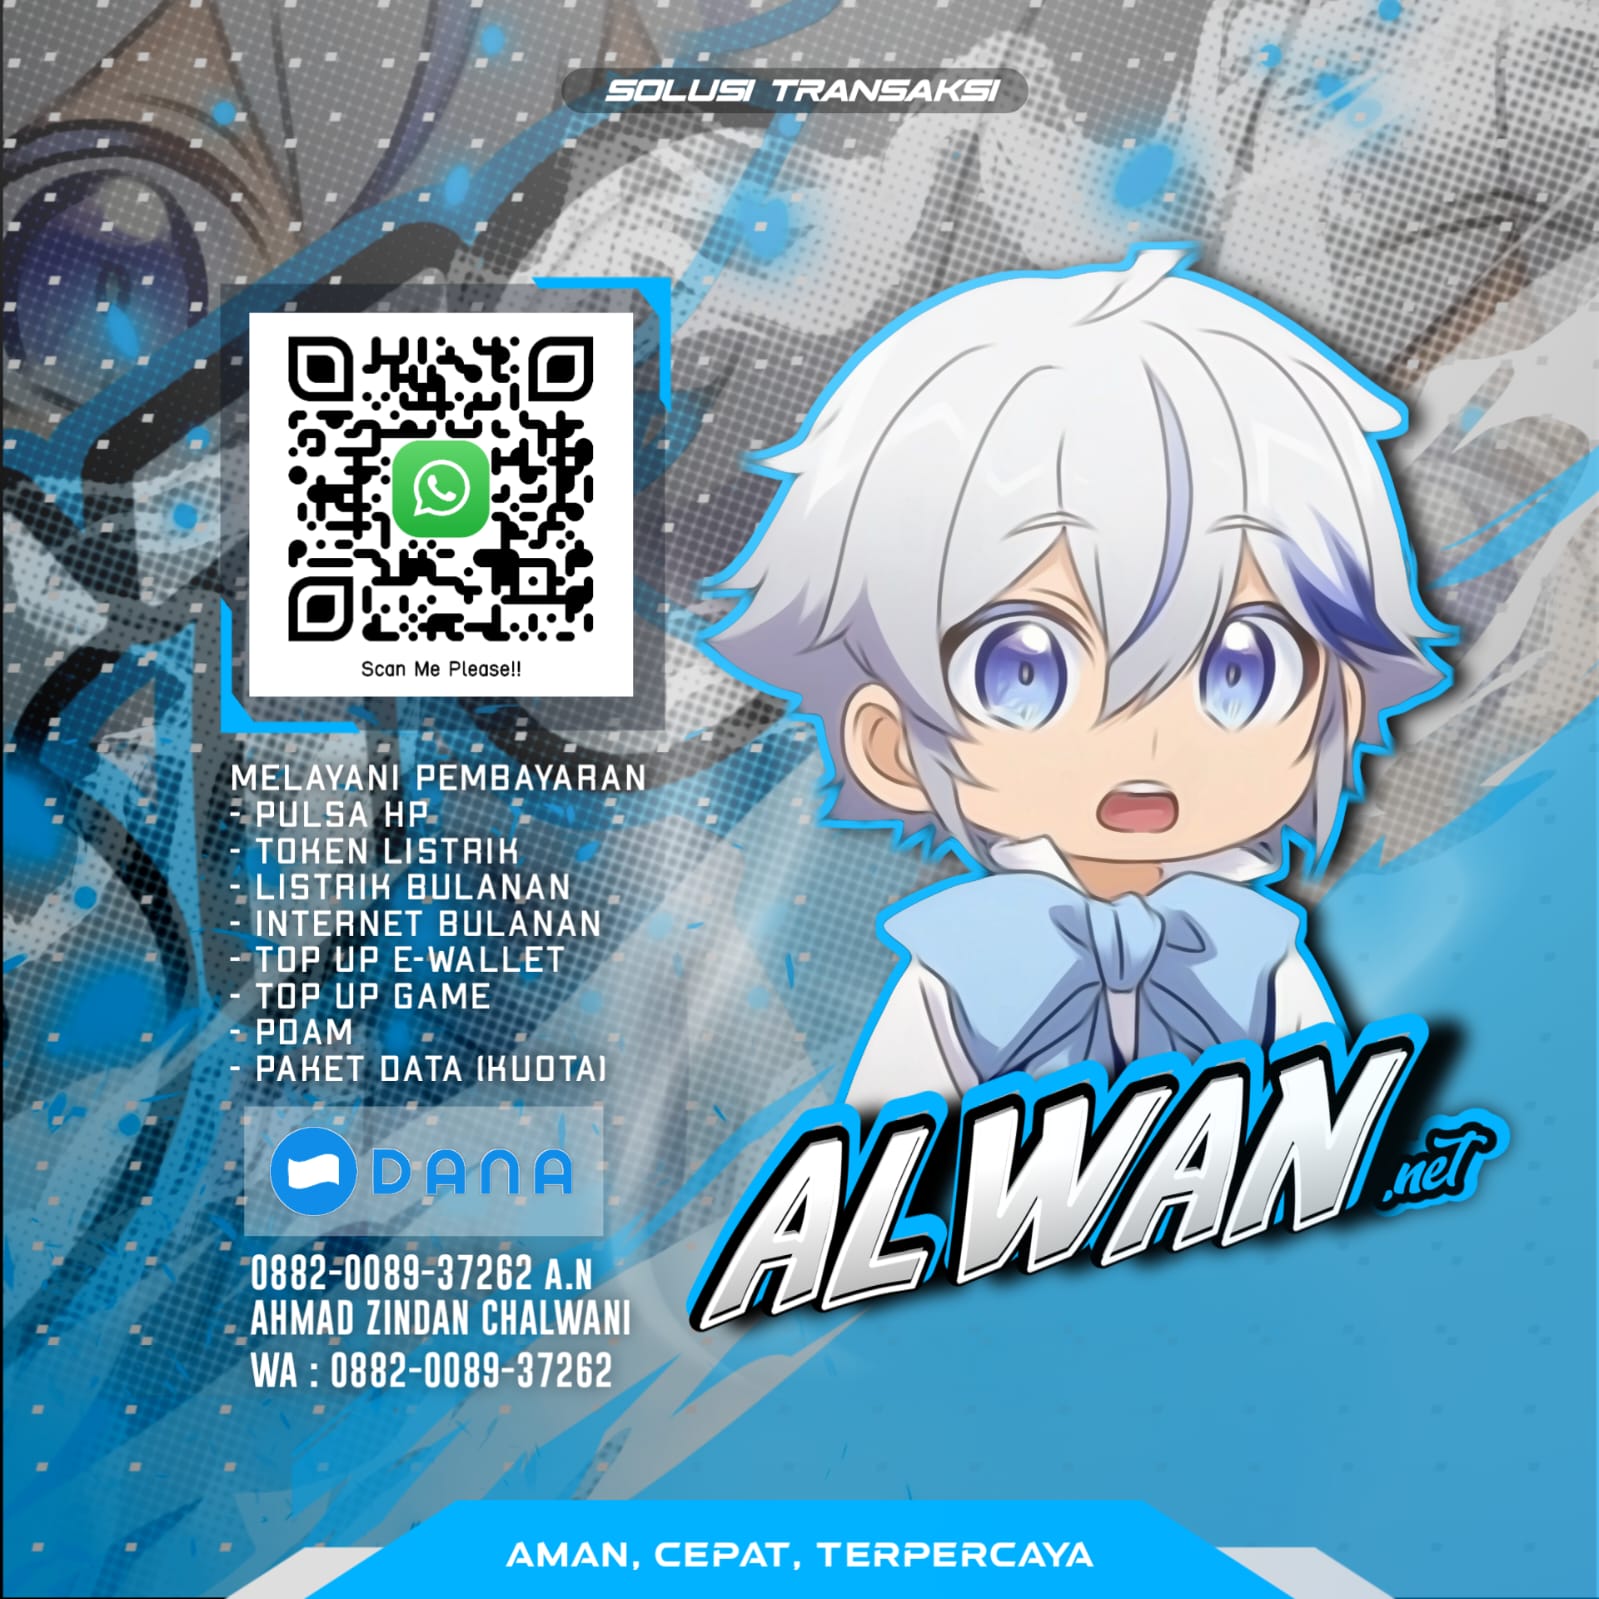 SOLUSI TRANSAKSI
Scan Me Please!!
MELAYANI PEMBAYARAN
- PULSA HP
- TOKEN LISTRIK
- LISTRIK BULANAN
- INTERNET BULANAN
- TOP UP E-WALLET
- TOP UP GAME
- PDAM
- PAKET DATA (KUOTA)
DANA
0882-0089-37262 A.N
AHMAD ZINDAN CHALWANI
WA : 0882-0089-37262
ALWAN.net
AMAN, CEPAT, TERPERCAYA